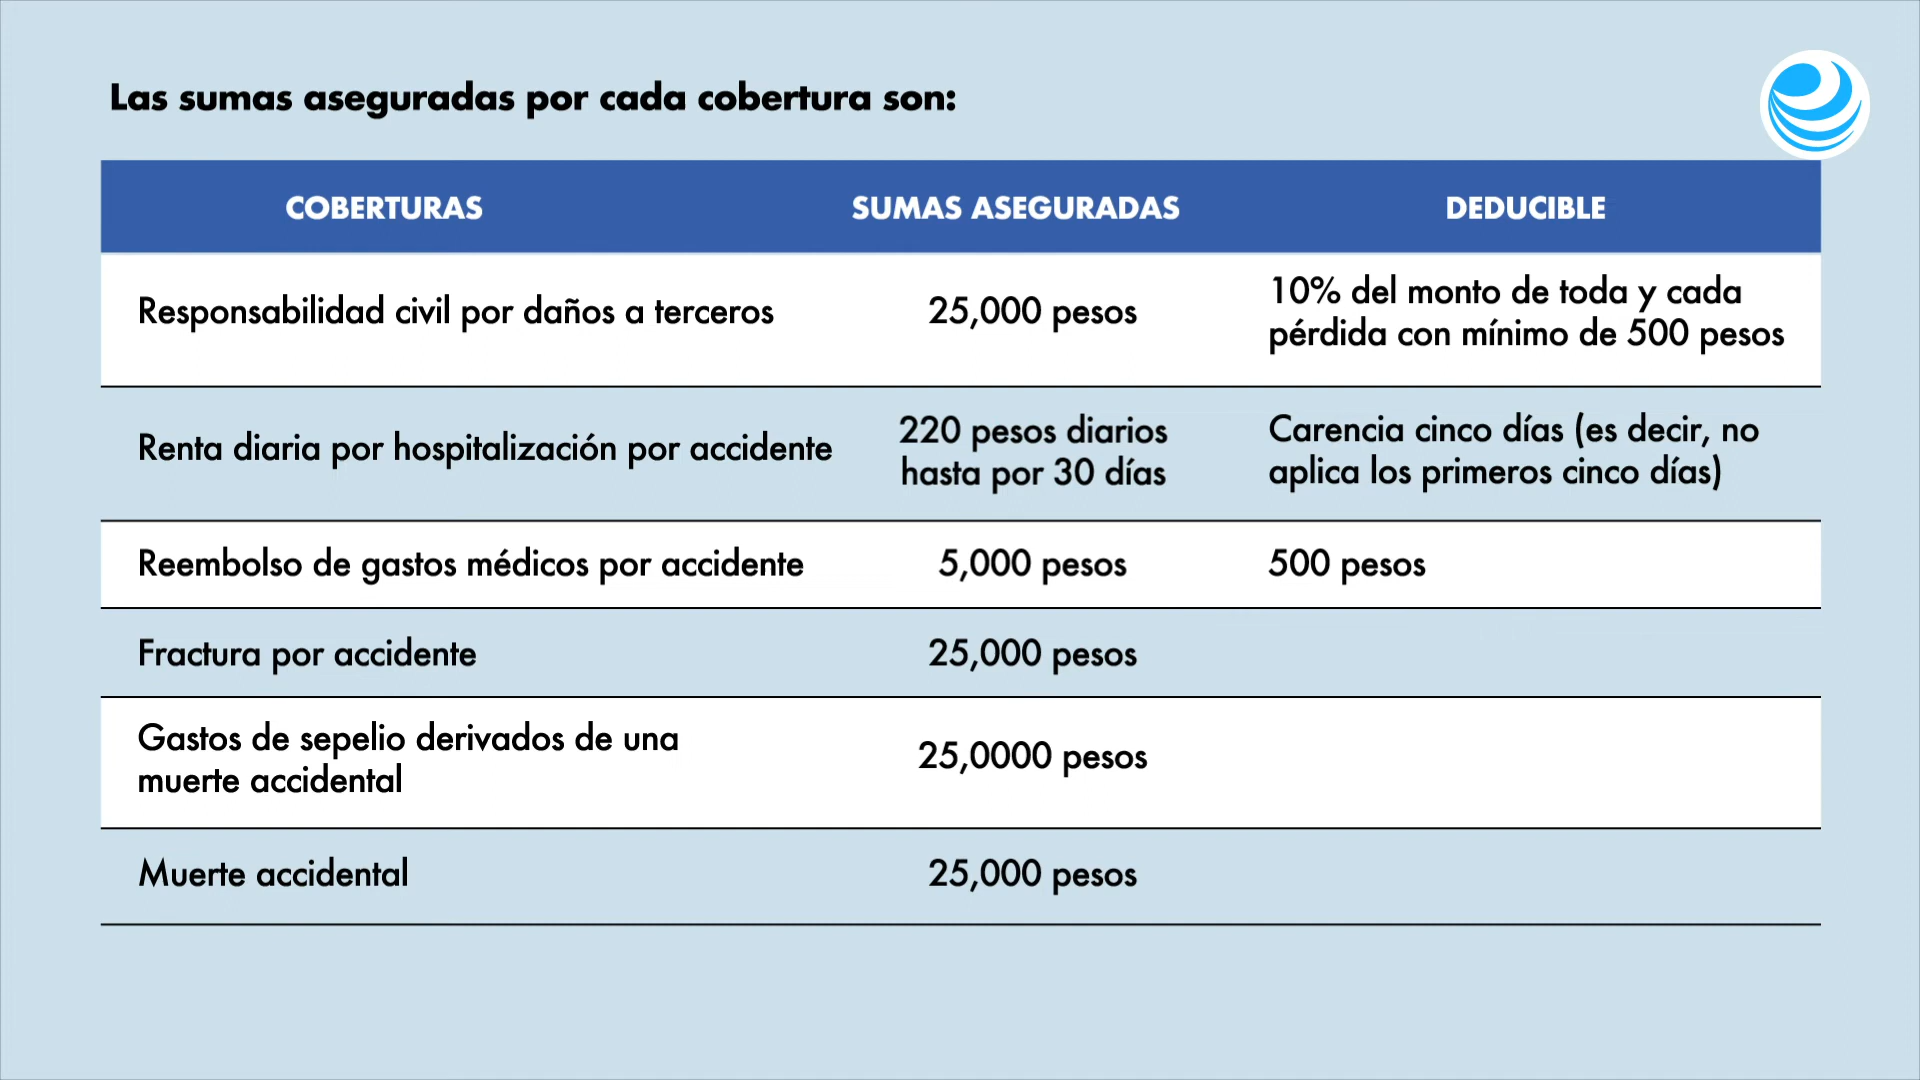 Las sumas aseguradas por cada cobertura son:
COBERTURAS SUMAS ASEGURADAS DEDUCIBLE
Responsabilidad civil por daños a terceros
25,000 pesos
10% del monto de toda y cada
pérdida con mínimo de 500 pesos
Renta diaria por hospitalización por accidente
220 pesos diarios
hasta por 30 días
Carencia cinco días (es decir, no
aplica los primeros cinco días)
Reembolso de gastos médicos por accidente
5,000 pesos
500 pesos
Fractura por accidente
25,000 pesos
Gastos de sepelio derivados de una
muerte accidental
25,0000 pesos
Muerte accidental
25,000 pesos